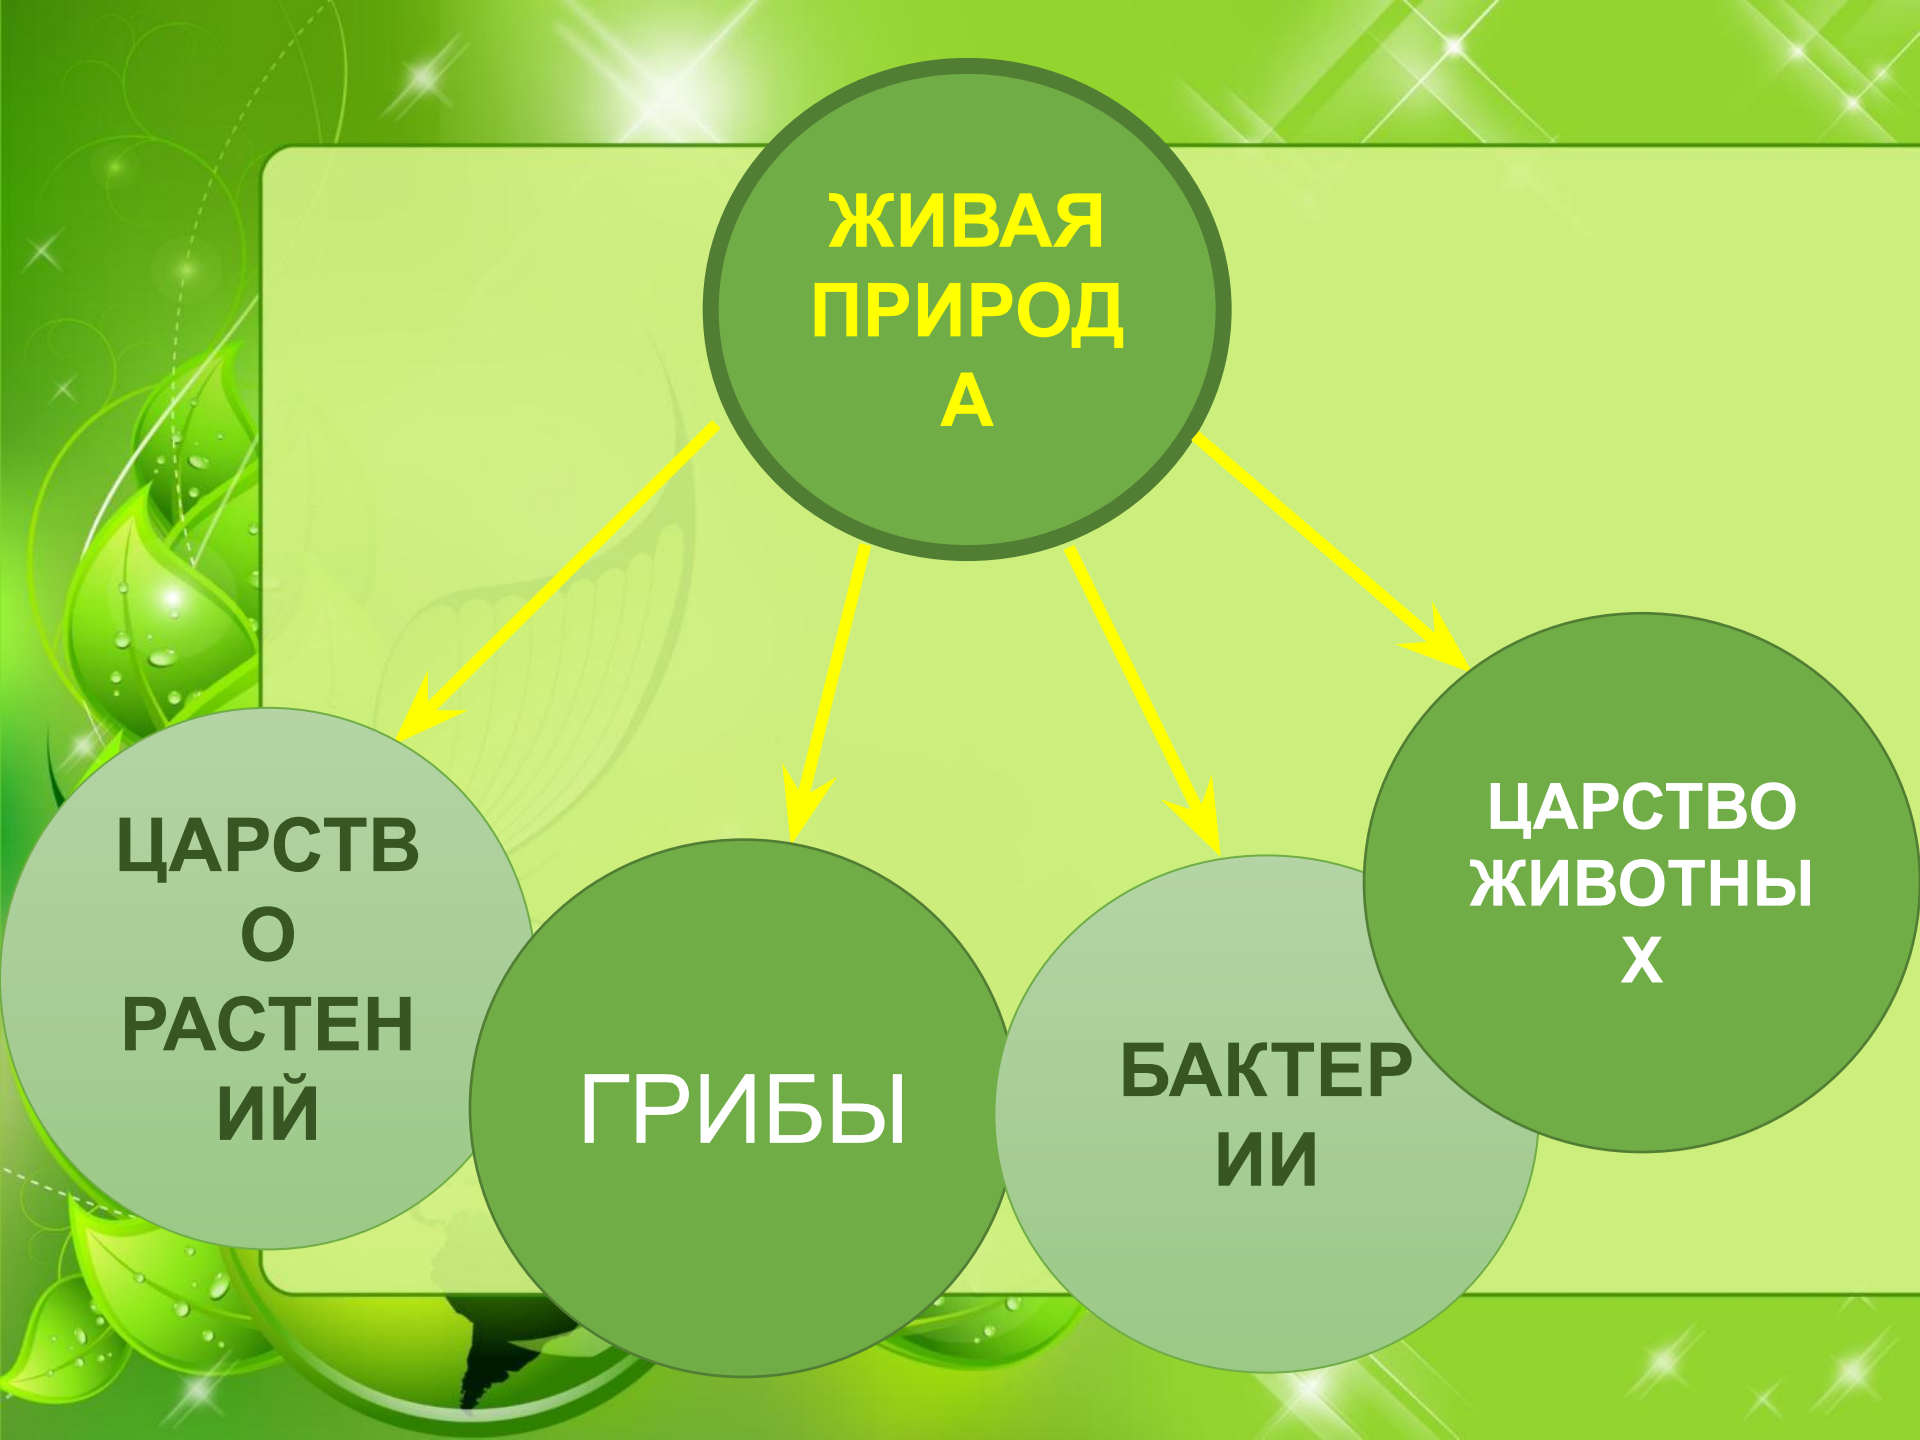 ЖИВАЯ
ПРИРОД
А
ЦАРСТВ
О
РАСТЕН
ИЙ
ГРИБЫ
БАКТЕР
ИИ
ЦАРСТВО
ЖИВОТНЫ
Х